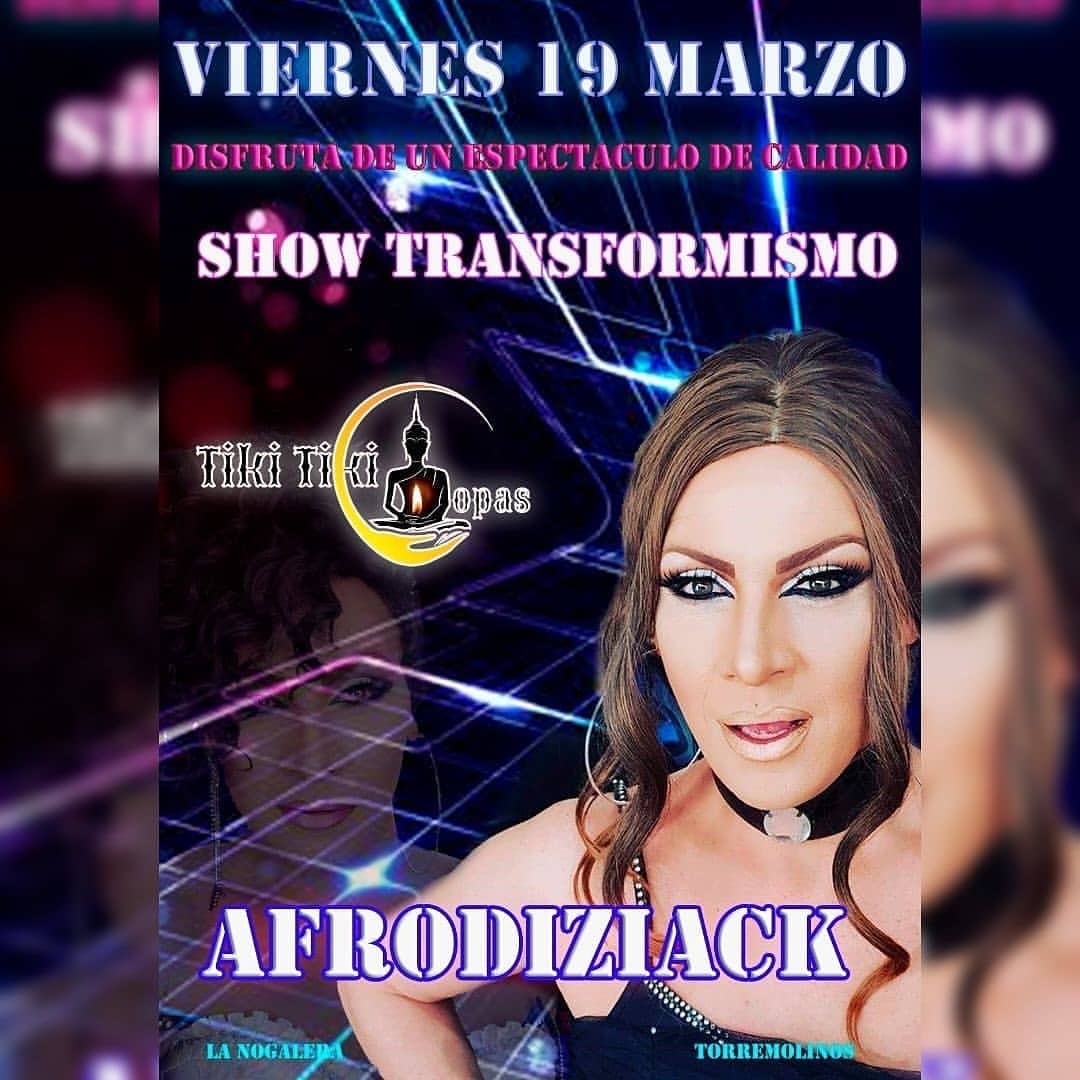 VIERNES 19 MARZO
DISFRUTA DE UN ESPECTACULO DE CALIDAD
SHOW TRANSFORMISMO
Tiki Tiki Copas
AFRODIZIACK
LA NOGALERA
TORREMOLINOS